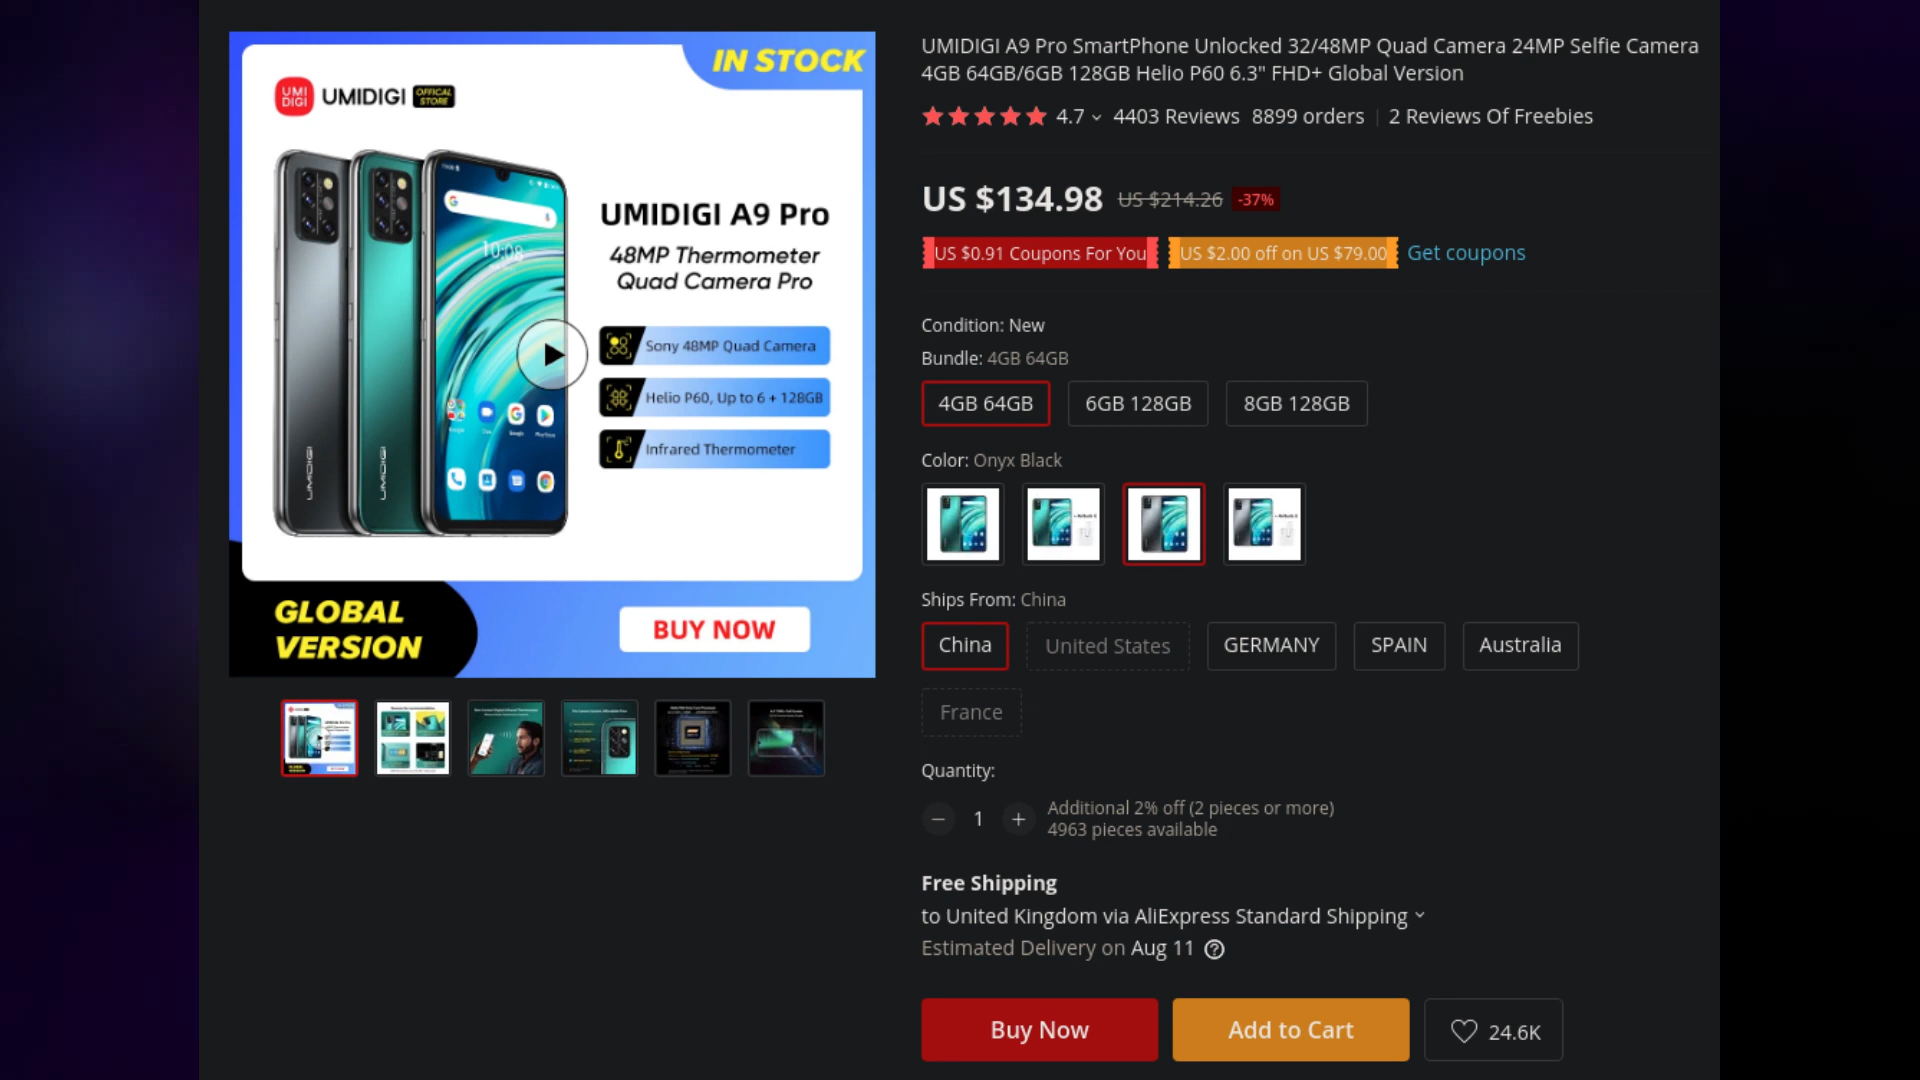 IN STOCK
UMI
DIGI
UMIDIGI
OFFICAL
STORE
UMIDIGI A9 Pro
48MP Thermometer
Quad Camera Pro
10:08
Sony 48MP Quad Camera
Helio P60, Up to 6 + 128GB
Infrared Thermometer
UMIDIGI
UMIDIGI
GLOBAL
VERSION
BUY NOW
UMIDIGI A9 Pro SmartPhone Unlocked 32/48MP Quad Camera 24MP Selfie Camera
4GB 64GB/6GB 128GB Helio P60 6.3" FHD+ Global Version
4.7 4403 Reviews 8899 orders | 2 Reviews Of Freebies
US $134.98 US $214.26 -37%
US $0.91 Coupons For You US $2.00 off on US $79.00 Get coupons
Condition: New
Bundle: 4GB 64GB
4GB 64GB 6GB 128GB 8GB 128GB
Color: Onyx Black
Ships From: China
China United States GERMANY SPAIN Australia
France
Quantity:
− 1 + Additional 2% off (2 pieces or more)
4963 pieces available
Free Shipping
to United Kingdom via AliExpress Standard Shipping
Estimated Delivery on Aug 11
Buy Now Add to Cart 24.6K